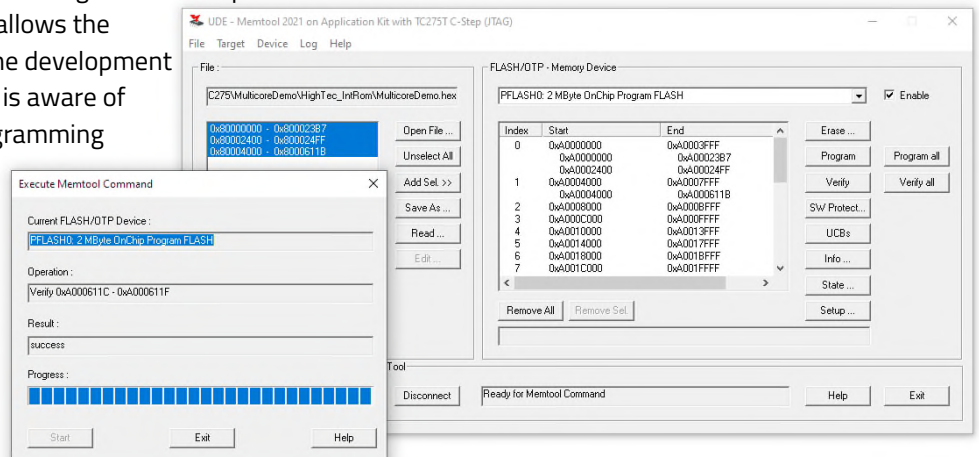 allows the
ne development
is aware of
gramming
UDE - Memtool 2021 on Application Kit with TC275T C-Step (JTAG)
File Target Device Log Help
File :
C275\MulticoreDemo\HighTec_IntRom\MulticoreDemo.hex
0x80000000 - 0x800023B7
0x80002400 - 0x800024FF
0x80004000 - 0x8000611B
Open File ...
Unselect All
Add Sel. >>
Save As ...
Read ...
Edit ...
FLASH/OTP - Memory Device
PFLASH0: 2 MByte OnChip Program FLASH
Enable
Index Start End
0 0xA0000000 0xA0003FFF
0xA0000000 0xA00023B7
0xA0002400 0xA00024FF
1 0xA0004000 0xA0007FFF
0xA0004000 0xA000611B
2 0xA0008000 0xA000BFFF
3 0xA000C000 0xA000FFFF
4 0xA0010000 0xA0013FFF
5 0xA0014000 0xA0017FFF
6 0xA0018000 0xA001BFFF
7 0xA001C000 0xA001FFFF
Remove All
Remove Sel.
Erase ...
Program
Program all
Verify
Verify all
SW Protect...
UCBs
Info ...
State ...
Setup ...
Tool
Disconnect
Ready for Memtool Command
Help
Exit
Execute Memtool Command
Current FLASH/OTP Device :
PFLASH0: 2 MByte OnChip Program FLASH
Operation :
Verify 0xA000611C - 0xA000611F
Result :
success
Progress :
Start
Exit
Help